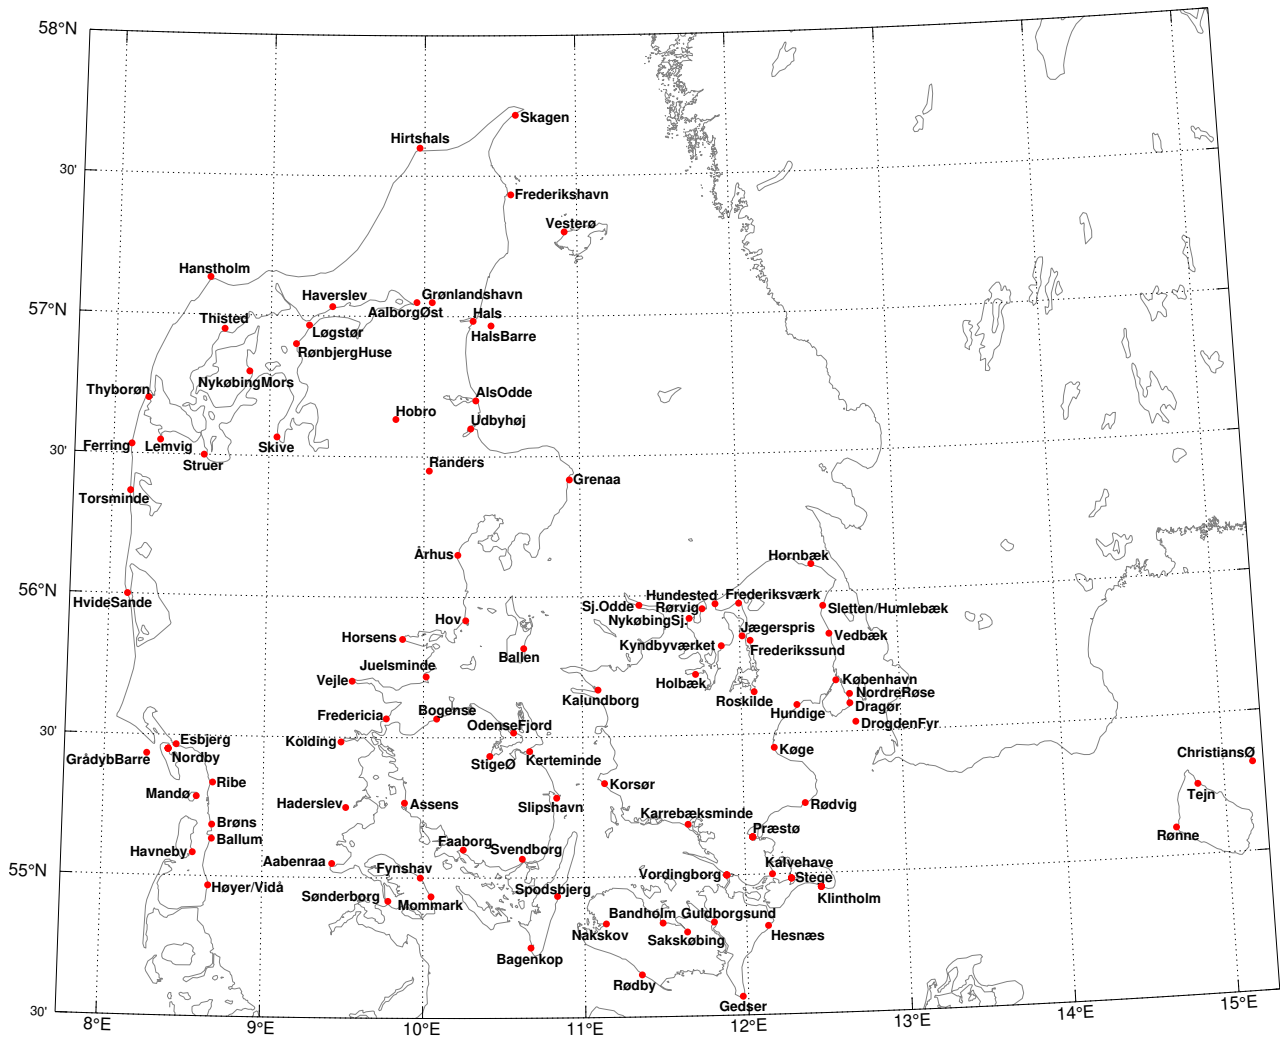 58°N
Skagen
Hirtshals
30'
Frederikshavn
Vesterø
Hanstholm
57°N
Haverslev
Grønlandshavn
AalborgØst
Hals
Thisted
Løgstør
HalsBarre
RønbjergHuse
NykøbingMors
Thyborøn
AlsOdde
Hobro
Udbyhøj
Ferring
Lemvig
Skive
30'
Struer
Randers
Grenaa
Torsminde
Århus
Hornbæk
56°N
HvideSande
Hundested
Frederiksværk
Sj.Odde
Rørvig
Sletten/Humlebæk
NykøbingSj.
Hov
Jægerspris
Vedbæk
Horsens
Kyndbyværket
Frederikssund
Ballen
Juelsminde
Vejle
Holbæk
København
Kalundborg
Roskilde
NordreRøse
Dragør
Hundige
Fredericia
Bogense
OdenseFjord
DrogdenFyr
30'
Esbjerg
Kolding
Køge
GrådybBarre
Nordby
StigeØ
Kerteminde
ChristiansØ
Ribe
Korsør
Mandø
Tejn
Haderslev
Assens
Slipshavn
Rødvig
Karrebæksminde
Brøns
Præstø
Rønne
Ballum
Faaborg
Svendborg
Havneby
Aabenraa
Kalvehave
55°N
Fynshav
Vordingborg
Stege
Høyer/Vidå
Spodsbjerg
Klintholm
Sønderborg
Mommark
Bandholm
Guldborgsund
Nakskov
Sakskøbing
Hesnæs
Bagenkop
Rødby
Gedser
30'
8°E
9°E
10°E
11°E
12°E
13°E
14°E
15°E